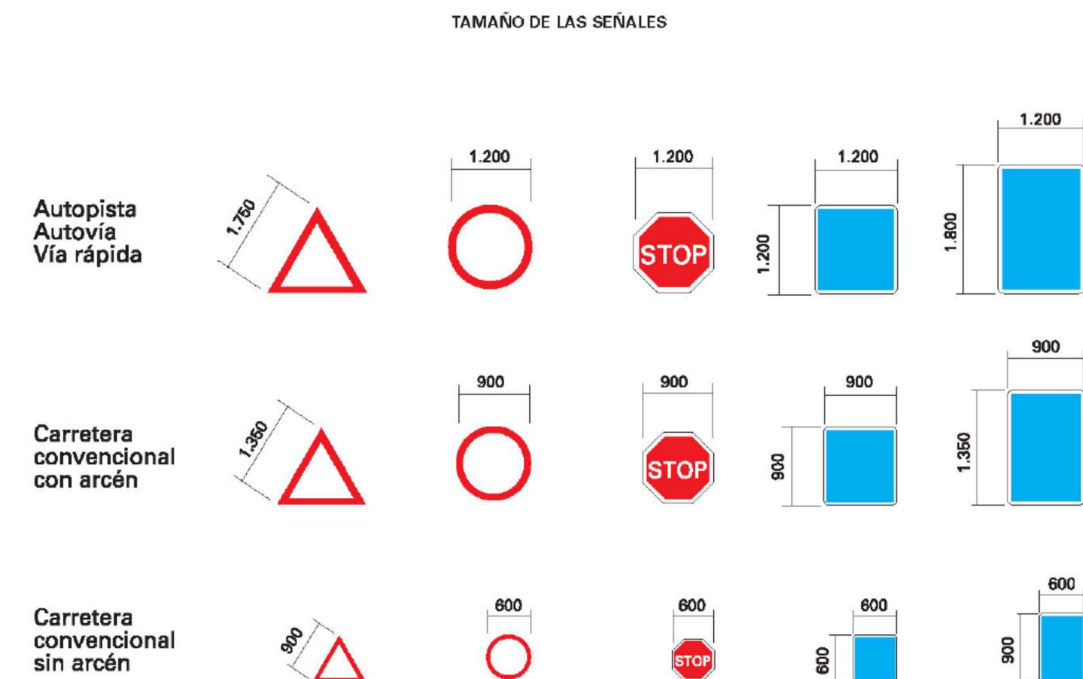 TAMAÑO DE LAS SEÑALES
1.200
1.200 1.200 1.200
Autopista
Autovía
Vía rápida
1.750
STOP
1.200
1.800
900
900 900 900
Carretera
convencional
con arcén
1.350
STOP
900
1.350
600
600 600 600
Carretera
convencional
sin arcén
900
STOP
600
900